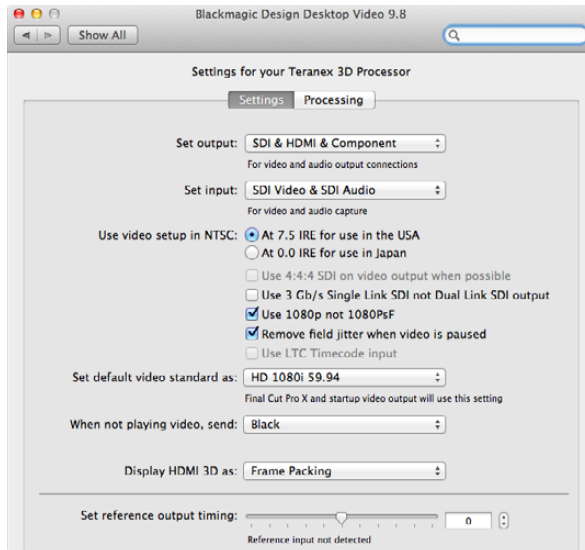 Blackmagic Design Desktop Video 9.8
Show All
Settings for your Teranex 3D Processor
Settings Processing
Set output: SDI & HDMI & Component
For video and audio output connections
Set input: SDI Video & SDI Audio
For video and audio capture
Use video setup in NTSC: At 7.5 IRE for use in the USA
At 0.0 IRE for use in Japan
Use 4:4:4 SDI on video output when possible
Use 3 Gb/s Single Link SDI not Dual Link SDI output
Use 1080p not 1080PsF
Remove field jitter when video is paused
Use LTC Timecode input
Set default video standard as: HD 1080i 59.94
Final Cut Pro X and startup video output will use this setting
When not playing video, send: Black
Display HDMI 3D as: Frame Packing
Set reference output timing: 0
Reference input not detected